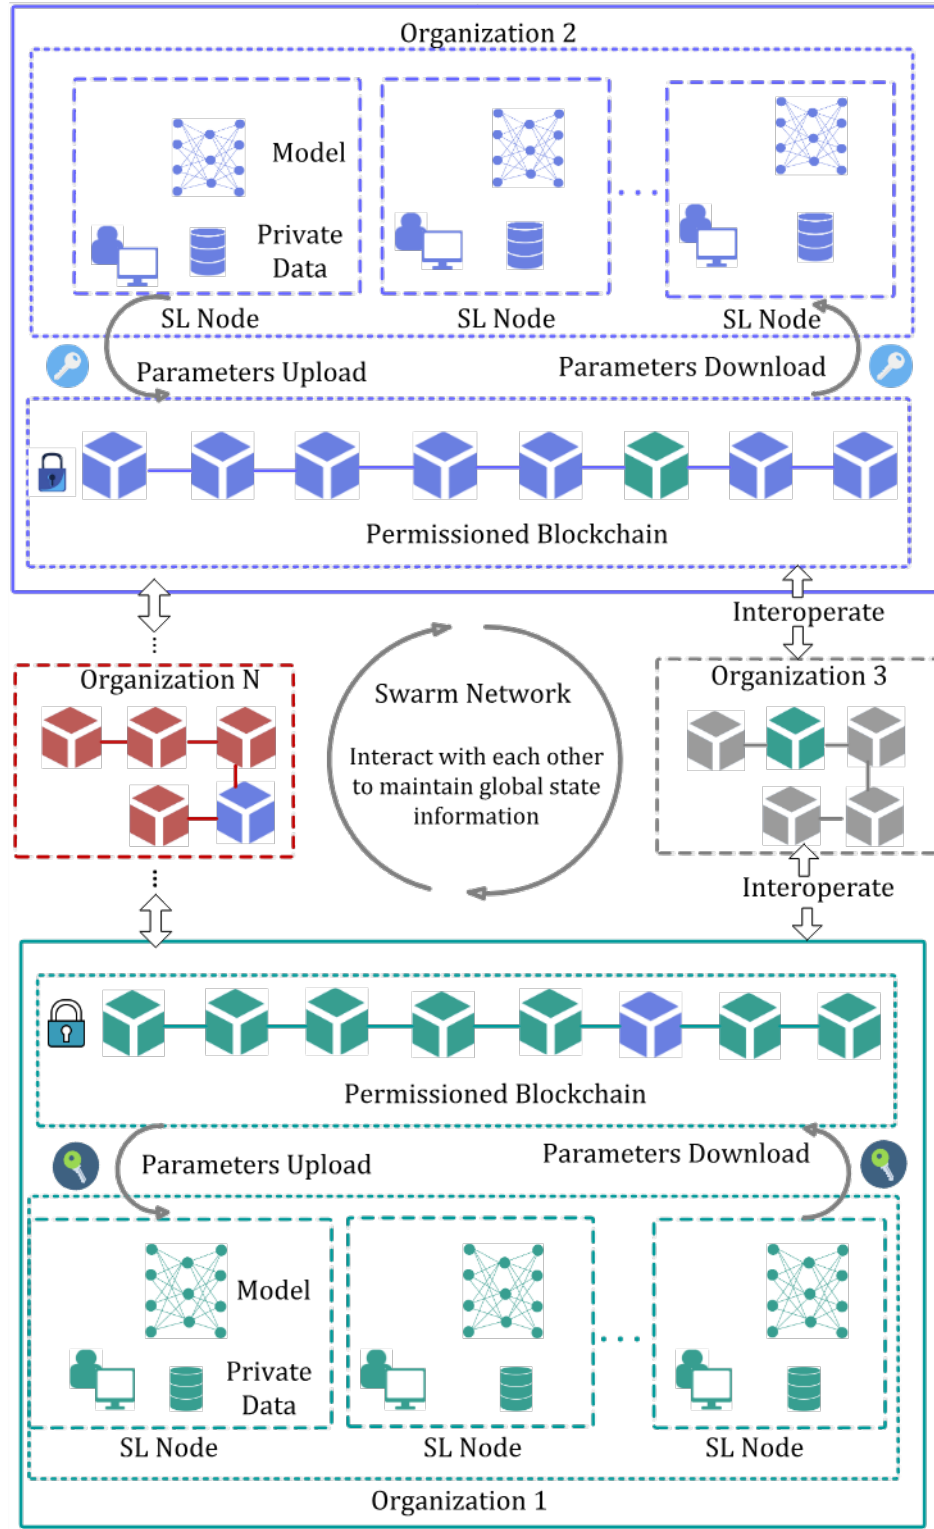 Organization 2
Model
Private
Data
SL Node
SL Node
SL Node
Parameters Upload
Parameters Download
Permissioned Blockchain
Interoperate
Organization N
Swarm Network
Interact with each other
to maintain global state
information
Organization 3
Interoperate
Permissioned Blockchain
Parameters Upload
Parameters Download
Model
Private
Data
SL Node
SL Node
SL Node
Organization 1